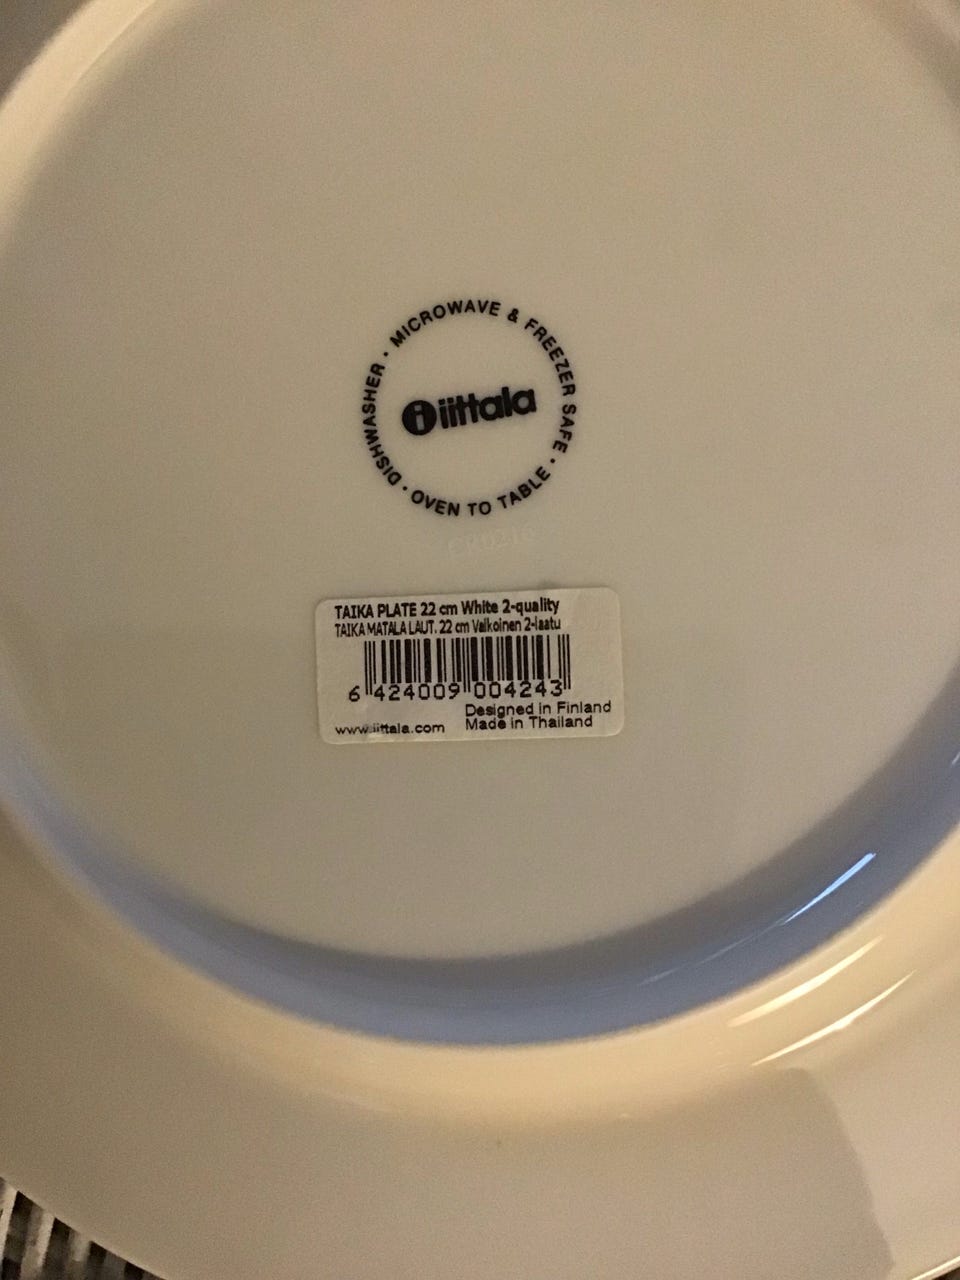 DISHWASHER · MICROWAVE & FREEZER SAFE · OVEN TO TABLE ·
i iittala
TAIKA PLATE 22 cm White 2-quality
TAIKA MATALA LAUT. 22 cm Valkoinen 2-laatu
6 424009 004243
Designed in Finland
www.iittala.com Made in Thailand